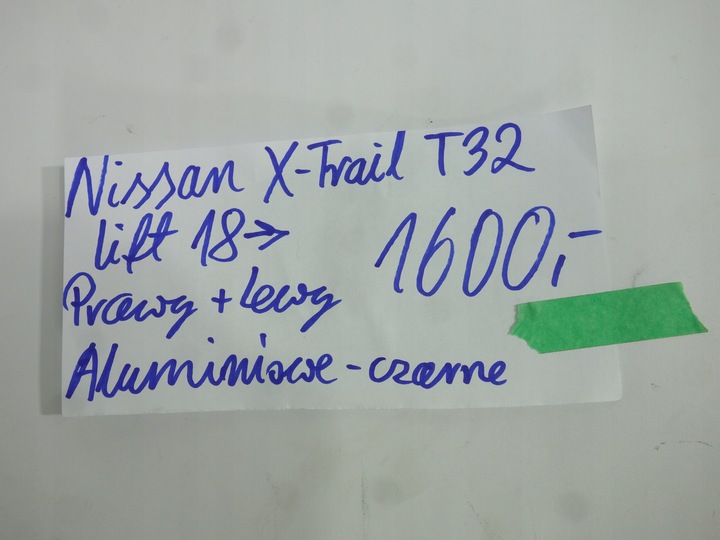 Nissan X-Trail T32
lift 18→ 1600,-
Prawy + Lewy
Aluminiowe - czarne